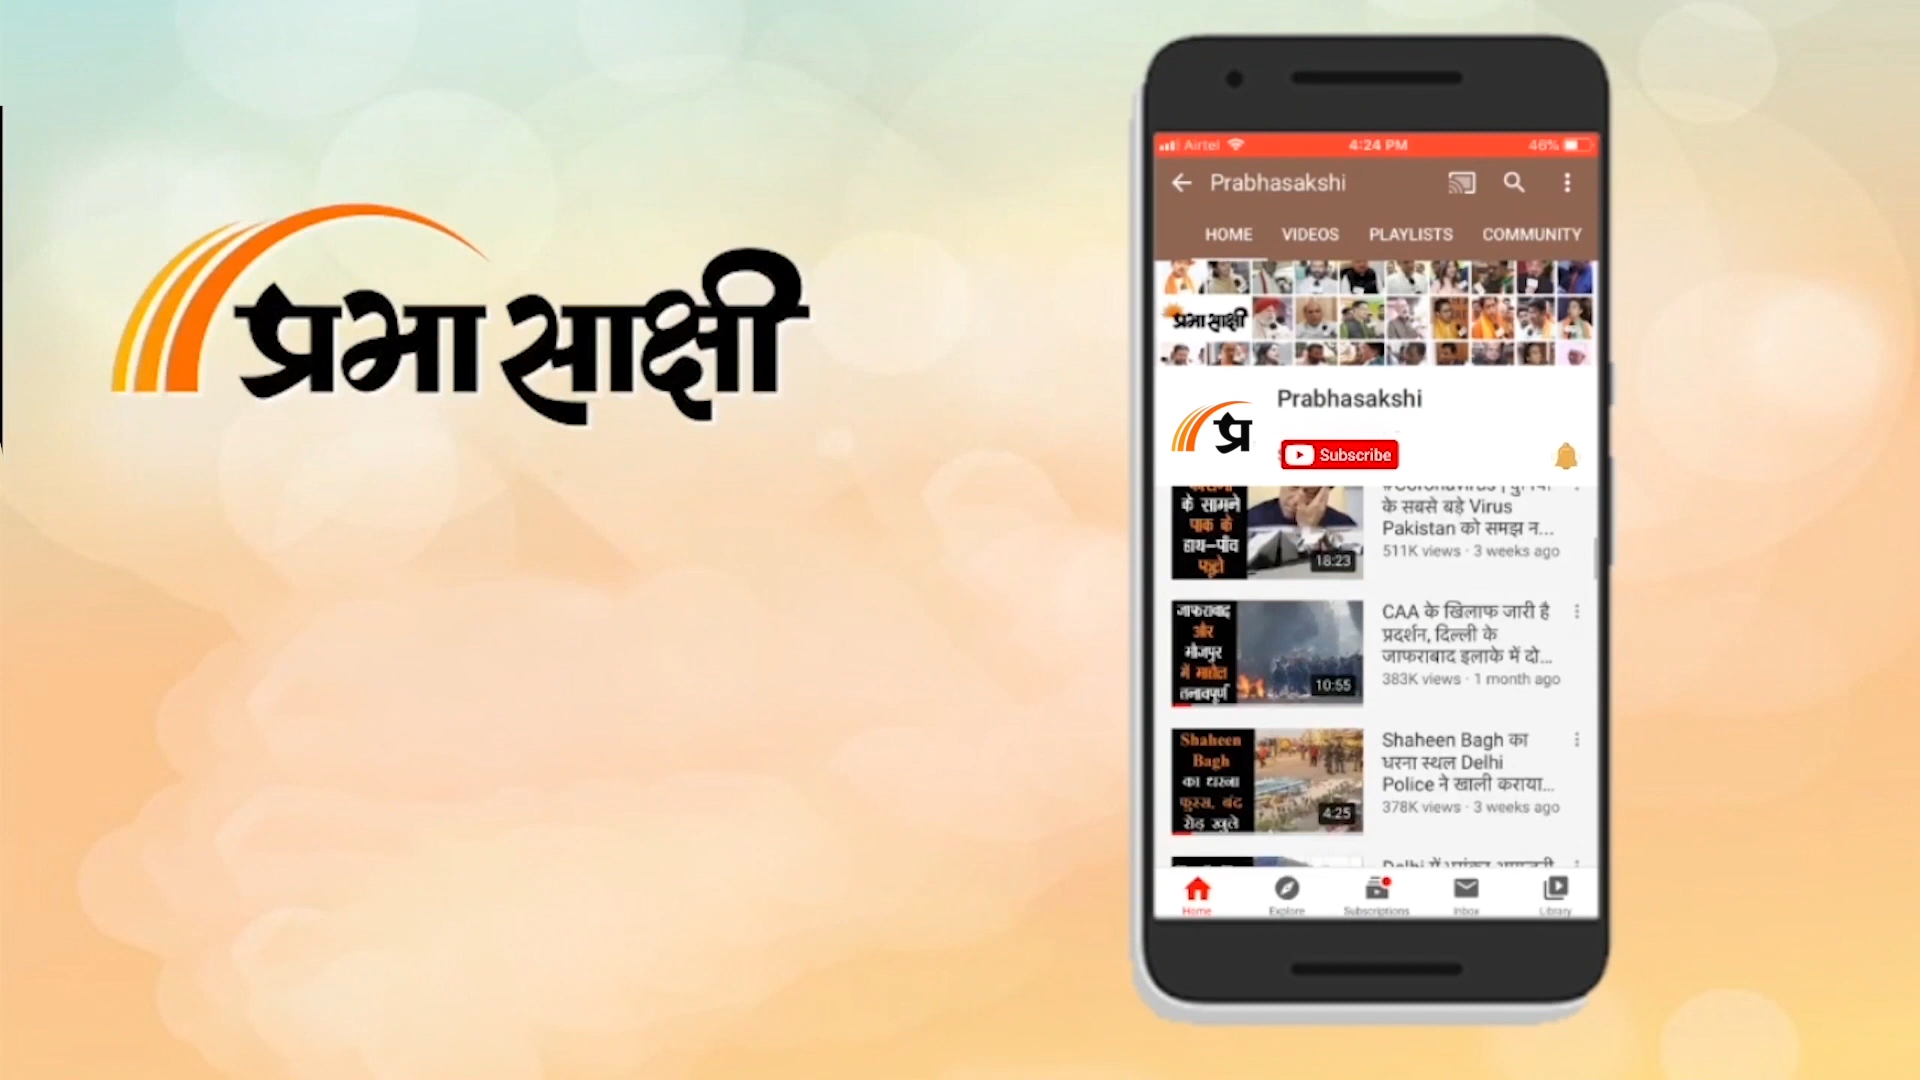 प्रभासाक्षी
Airtel 4:24 PM 46%
Prabhasakshi
HOME VIDEOS PLAYLISTS COMMUNITY
प्रभासाक्षी
Prabhasakshi
प्र
Subscribe
के सामने
पाक के
हाथ-पाँव
फूले
18:23
के सबसे बड़े Virus
Pakistan को समझ न...
511K views · 3 weeks ago
जाफराबाद
और
मौजपुर
में माहौल
तनावपूर्ण
10:55
CAA के खिलाफ जारी है
प्रदर्शन, दिल्ली के
जाफराबाद इलाके में दो...
383K views · 1 month ago
Shaheen
Bagh
का धरना
फुस्स, बंद
रोड खुले
4:25
Shaheen Bagh का
धरना स्थल Delhi
Police ने खाली कराया...
378K views · 3 weeks ago
Home Explore Subscriptions Inbox Library